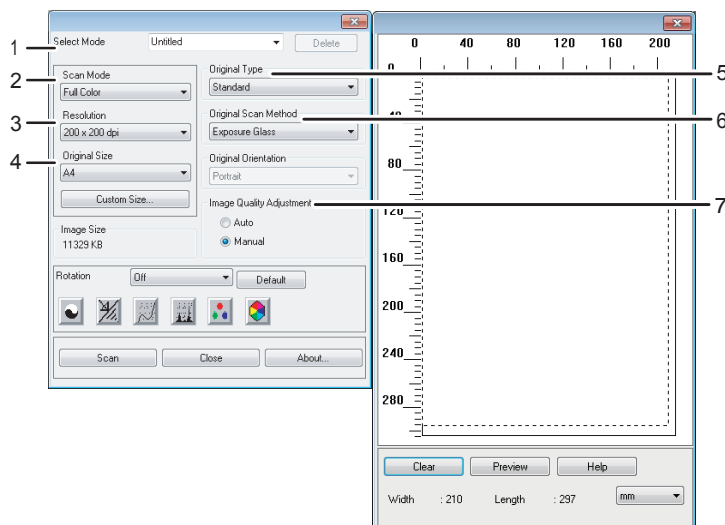 1
Select Mode Untitled Delete
2
Scan Mode
Full Color
3
Resolution
200 x 200 dpi
4
Original Size
A4
Custom Size...
Image Size
11329 KB
Original Type
Standard
5
Original Scan Method
Exposure Glass
6
Original Orientation
Portrait
Image Quality Adjustment
7
Auto
Manual
Rotation Off Default
Scan Close About...
0 40 80 120 160 200
0
40
80
120
160
200
240
280
Clear Preview Help
Width : 210 Length : 297 mm